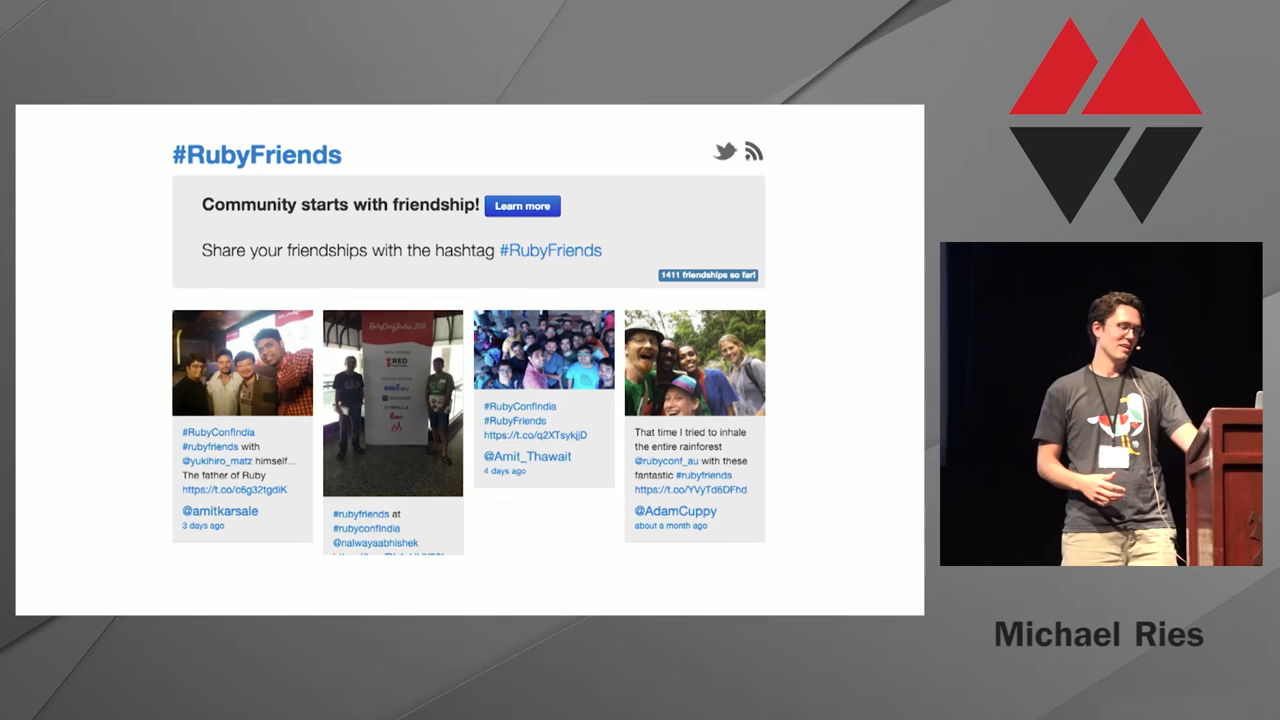 #RubyFriends
Community starts with friendship! Learn more
Share your friendships with the hashtag #RubyFriends
1411 friendships so far!
#RubyConfIndia
#rubyfriends with
@yukihiro_matz himself...
The father of Ruby
https://t.co/c6g32tgdiK
@amitkarsale
3 days ago
RubyConfIndia 2016
RED
#rubyfriends at
#rubyconfIndia
@nalwayaabhishek
#RubyConfIndia
#RubyFriends
https://t.co/q2XTsykjjD
@Amit_Thawait
4 days ago
That time I tried to inhale
the entire rainforest
@rubyconf_au with these
fantastic #rubyfriends
https://t.co/YVyTd6DFhd
@AdamCuppy
about a month ago
Michael Ries